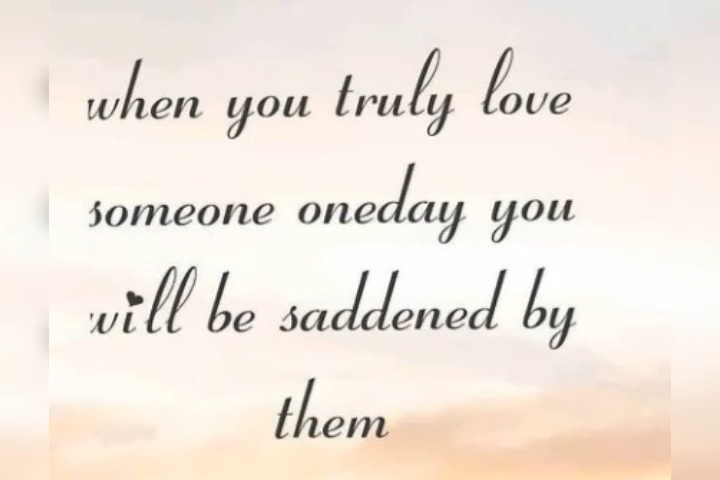 when you truly love
someone oneday you
will be saddened by
them